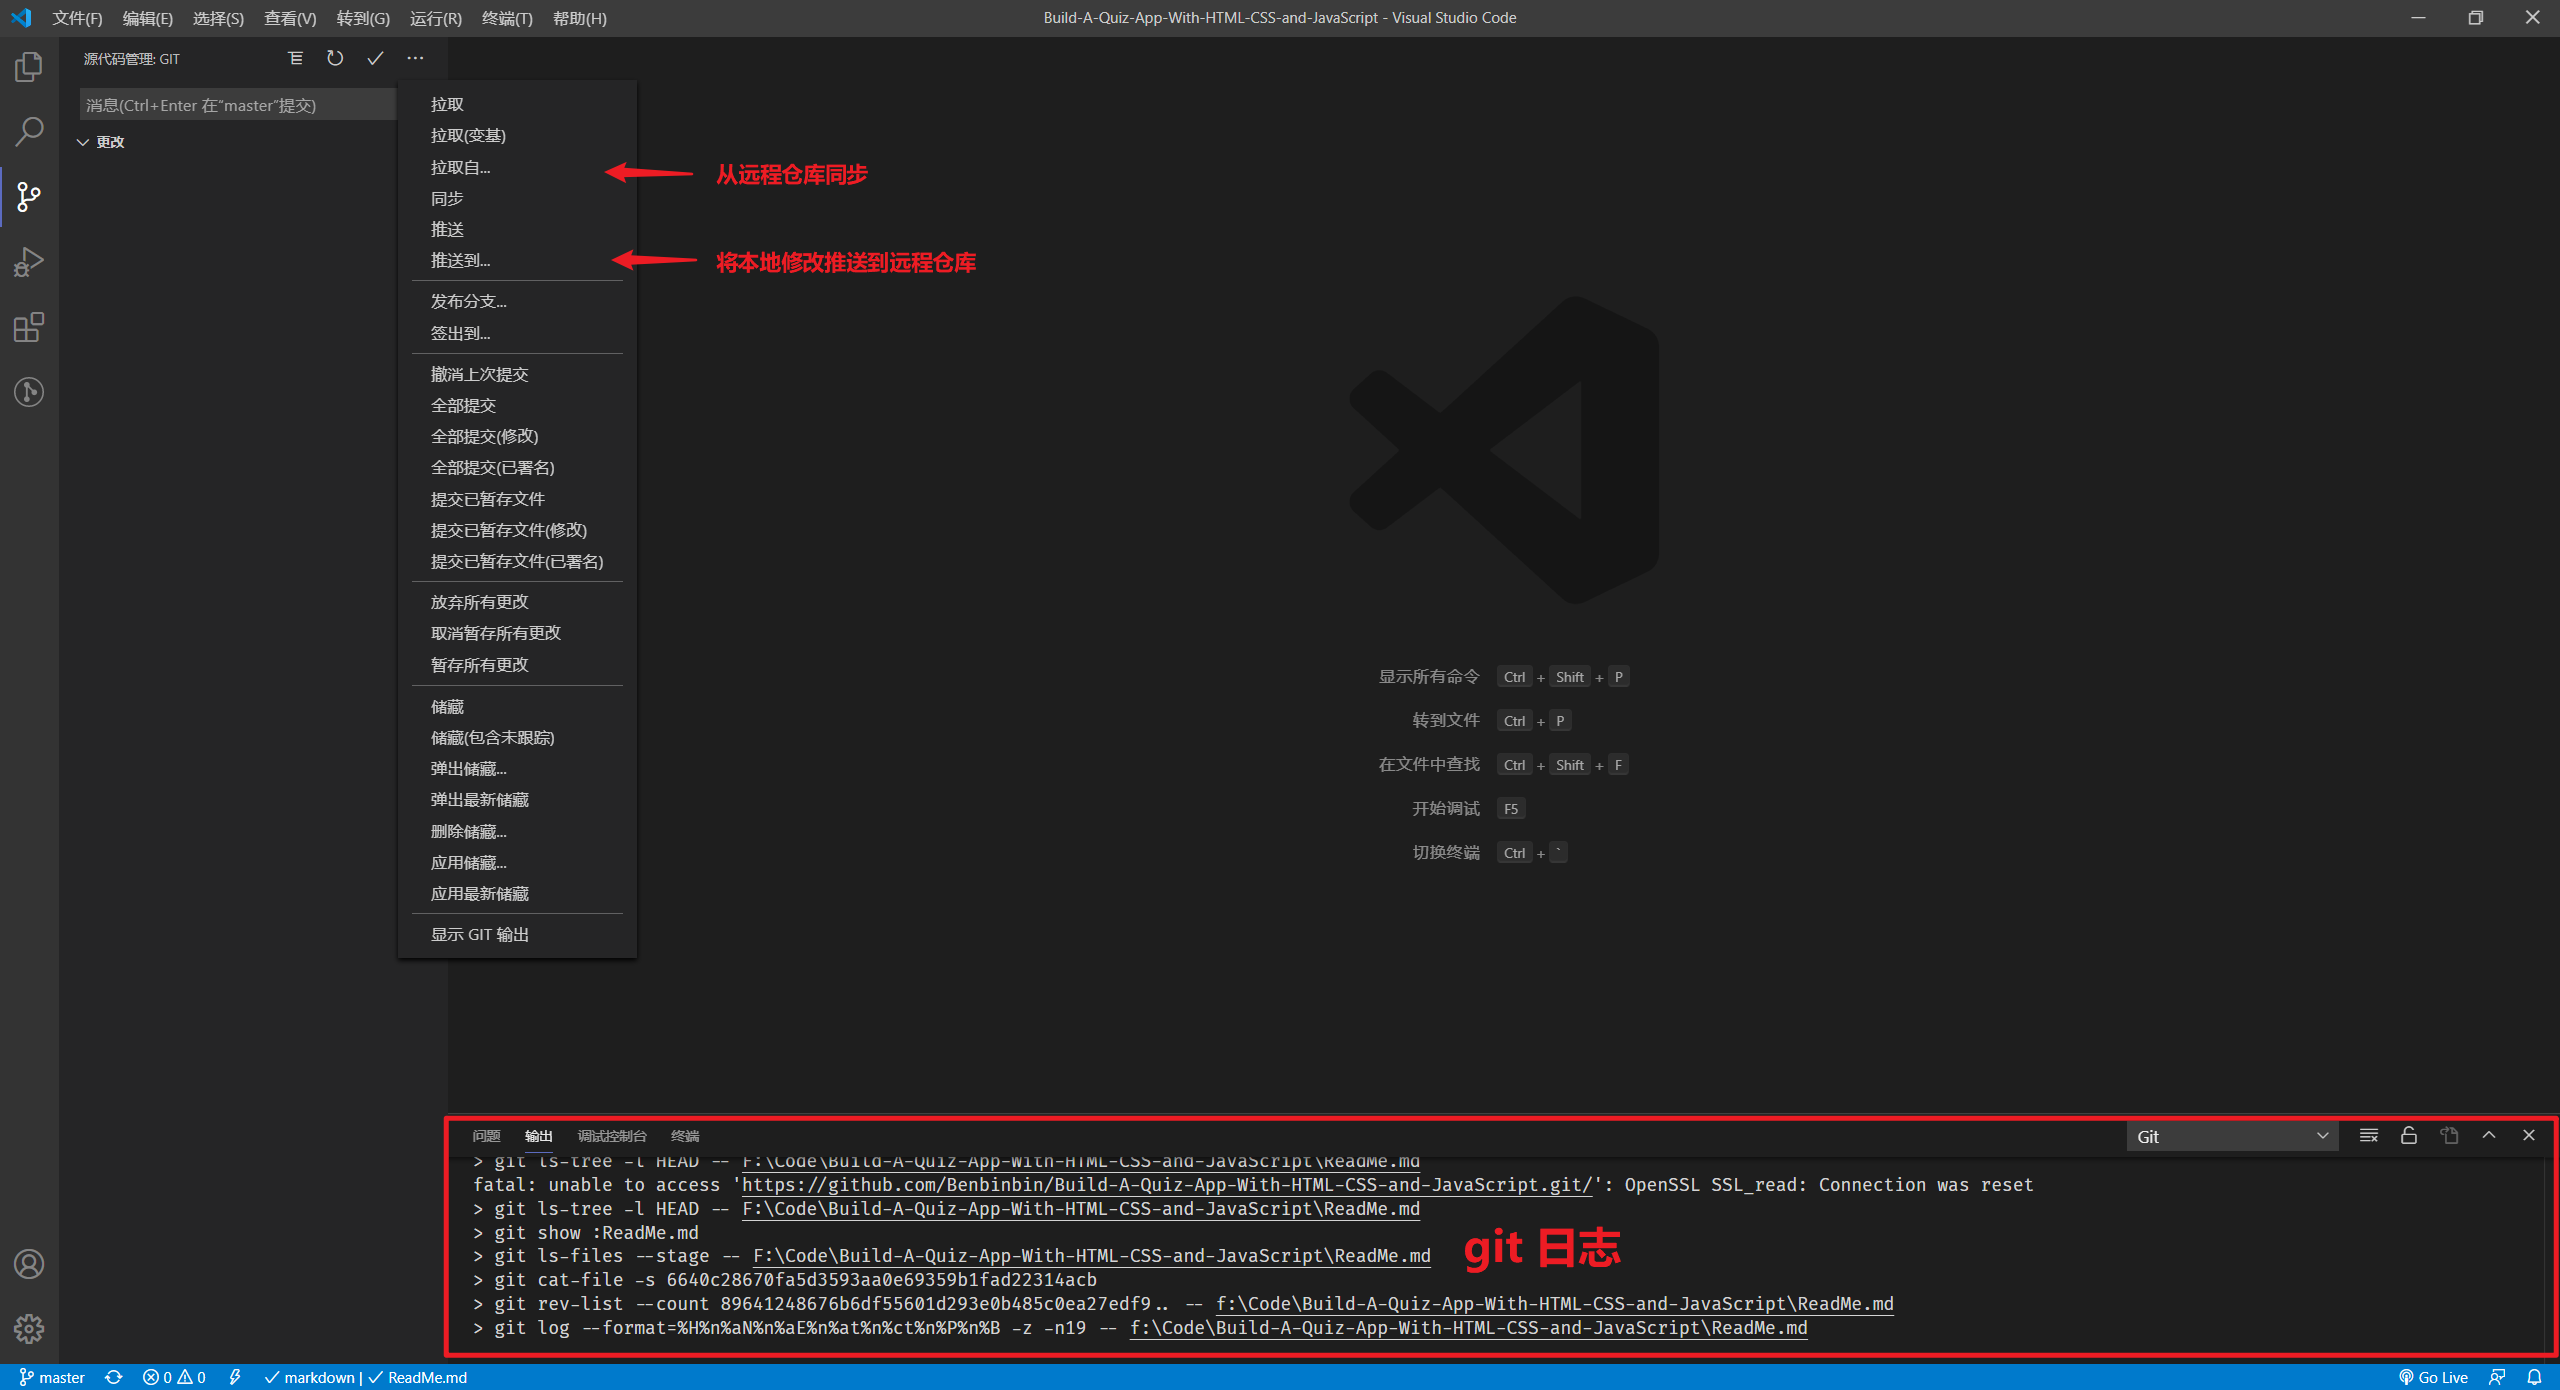 文件(F) 编辑(E) 选择(S) 查看(V) 转到(G) 运行(R) 终端(T) 帮助(H) Build-A-Quiz-App-With-HTML-CSS-and-JavaScript - Visual Studio Code
源代码管理: GIT
消息(Ctrl+Enter 在“master”提交)
更改
拉取
拉取(变基)
拉取自...
从远程仓库同步
同步
推送
推送到...
将本地修改推送到远程仓库
发布分支...
签出到...
撤消上次提交
全部提交
全部提交(修改)
全部提交(已署名)
提交已暂存文件
提交已暂存文件(修改)
提交已暂存文件(已署名)
放弃所有更改
取消暂存所有更改
暂存所有更改
储藏
储藏(包含未跟踪)
弹出储藏...
弹出最新储藏
删除储藏...
应用储藏...
应用最新储藏
显示 GIT 输出
显示所有命令 Ctrl + Shift + P
转到文件 Ctrl + P
在文件中查找 Ctrl + Shift + F
开始调试 F5
切换终端 Ctrl + `
问题 输出 调试控制台 终端 Git
> git ls-tree -l HEAD -- F:\Code\Build-A-Quiz-App-With-HTML-CSS-and-JavaScript\ReadMe.md
fatal: unable to access 'https://github.com/Benbinbin/Build-A-Quiz-App-With-HTML-CSS-and-JavaScript.git/': OpenSSL SSL_read: Connection was reset
> git ls-tree -l HEAD -- F:\Code\Build-A-Quiz-App-With-HTML-CSS-and-JavaScript\ReadMe.md
> git show :ReadMe.md
> git ls-files --stage -- F:\Code\Build-A-Quiz-App-With-HTML-CSS-and-JavaScript\ReadMe.md
git 日志
> git cat-file -s 6640c28670fa5d3593aa0e69359b1fad22314acb
> git rev-list --count 89641248676b6df55601d293e0b485c0ea27edf9.. -- f:\Code\Build-A-Quiz-App-With-HTML-CSS-and-JavaScript\ReadMe.md
> git log --format=%H%n%aN%n%aE%n%at%n%ct%n%P%n%B -z -n19 -- f:\Code\Build-A-Quiz-App-With-HTML-CSS-and-JavaScript\ReadMe.md
master 0 0 markdown | ReadMe.md Go Live